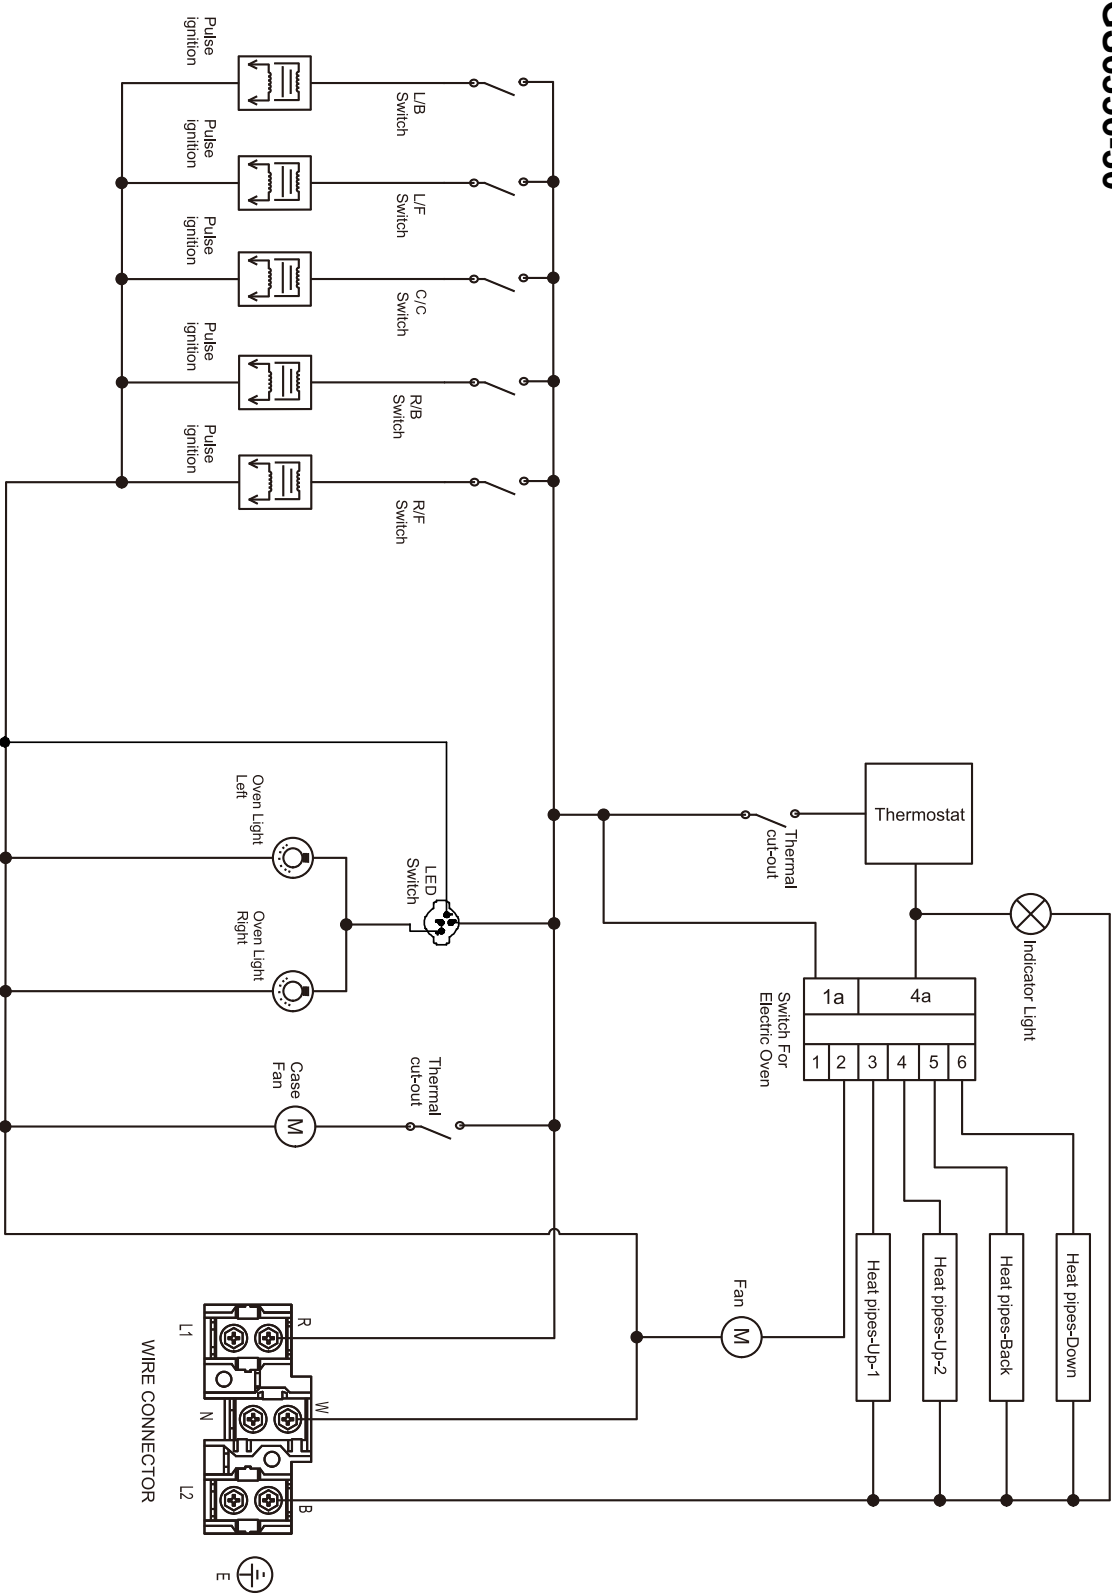 Pulse
ignition
Pulse
ignition
Pulse
ignition
Pulse
ignition
Pulse
ignition
L/B
Switch
L/F
Switch
C/C
Switch
R/B
Switch
R/F
Switch
Thermostat
Thermal
cut-out
Oven Light
Left
LED
Switch
Oven Light
Right
Indicator Light
1a
4a
Switch For
Electric Oven
1
2
3
4
5
6
Thermal
cut-out
Case
Fan
M
Fan
M
Heat pipes-Up-1
Heat pipes-Up-2
Heat pipes-Back
Heat pipes-Down
R
L1
W
N
B
L2
WIRE CONNECTOR
E